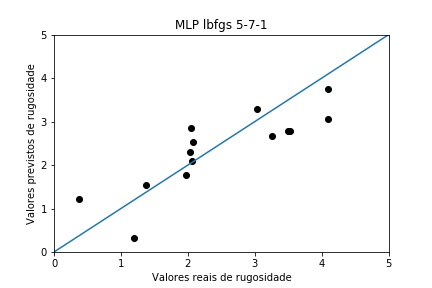 MLP lbfgs 5-7-1
Valores previstos de rugosidade
5
4
3
2
1
0
0 1 2 3 4 5
Valores reais de rugosidade